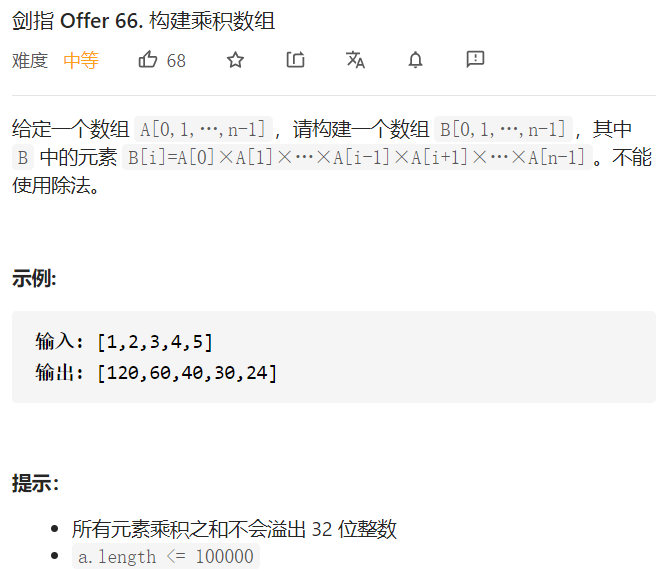 剑指 Offer 66. 构建乘积数组
难度 中等 68
给定一个数组 A[0,1,…,n-1]，请构建一个数组 B[0,1,…,n-1]，其中
B 中的元素 B[i]=A[0]×A[1]×…×A[i-1]×A[i+1]×…×A[n-1]。不能
使用除法。
示例:
输入: [1,2,3,4,5]
输出: [120,60,40,30,24]
提示：
• 所有元素乘积之和不会溢出 32 位整数
• a.length <= 100000